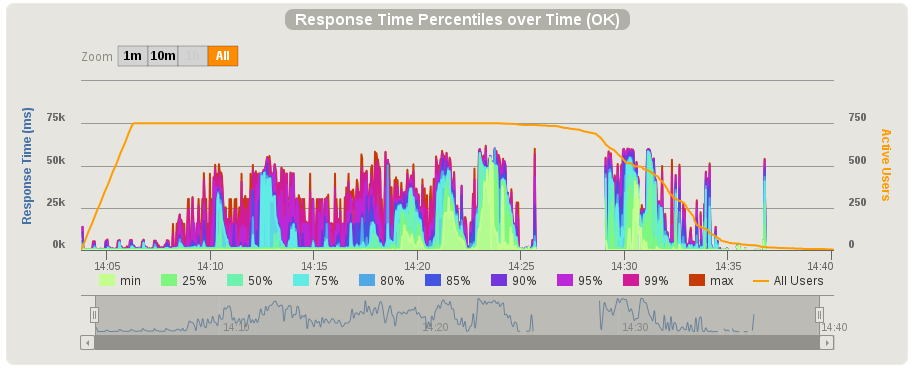 Response Time Percentiles over Time (OK)
Zoom 1m 10m 1h All
Response Time (ms)
75k
50k
25k
0k
750
500
250
0
Active Users
14:05 14:10 14:15 14:20 14:25 14:30 14:35 14:40
min 25% 50% 75% 80% 85% 90% 95% 99% max All Users
14:10 14:20 14:30 14:40